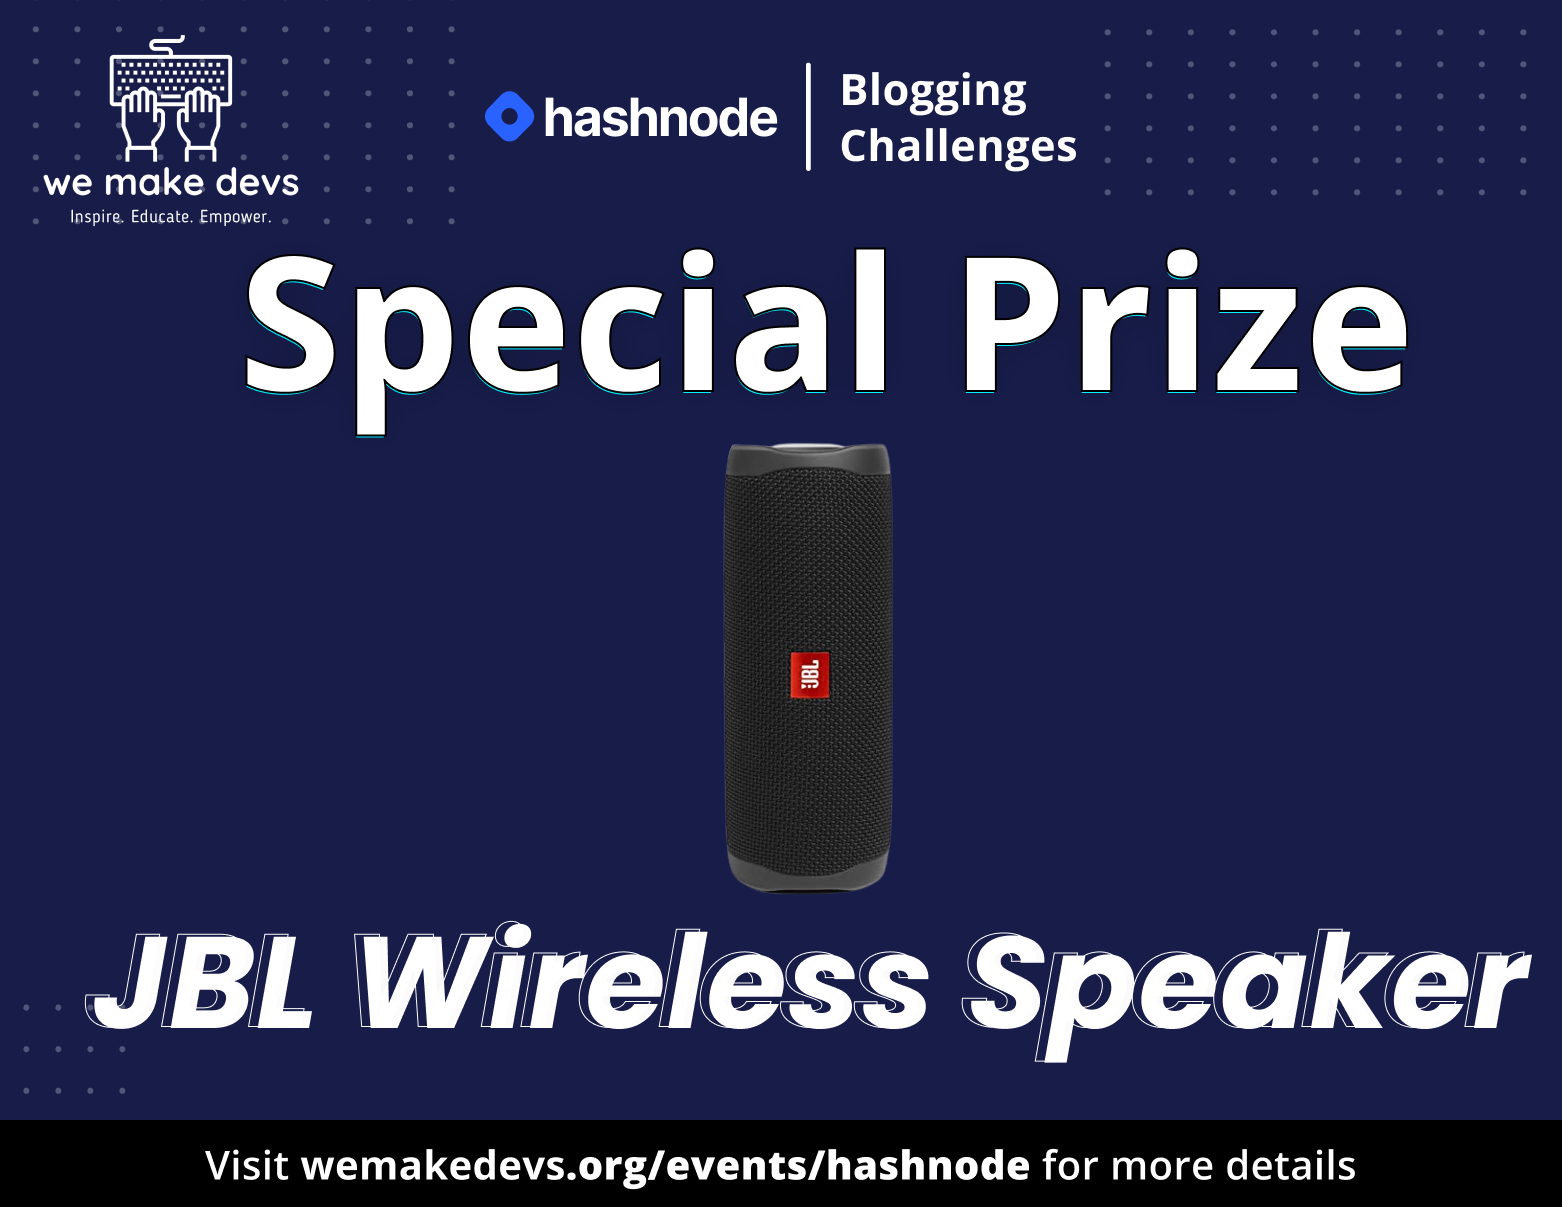 we make devs
Inspire. Educate. Empower.
hashnode
Blogging
Challenges
Special Prize
JBL
JBL Wireless Speaker
Visit wemakedevs.org/events/hashnode for more details